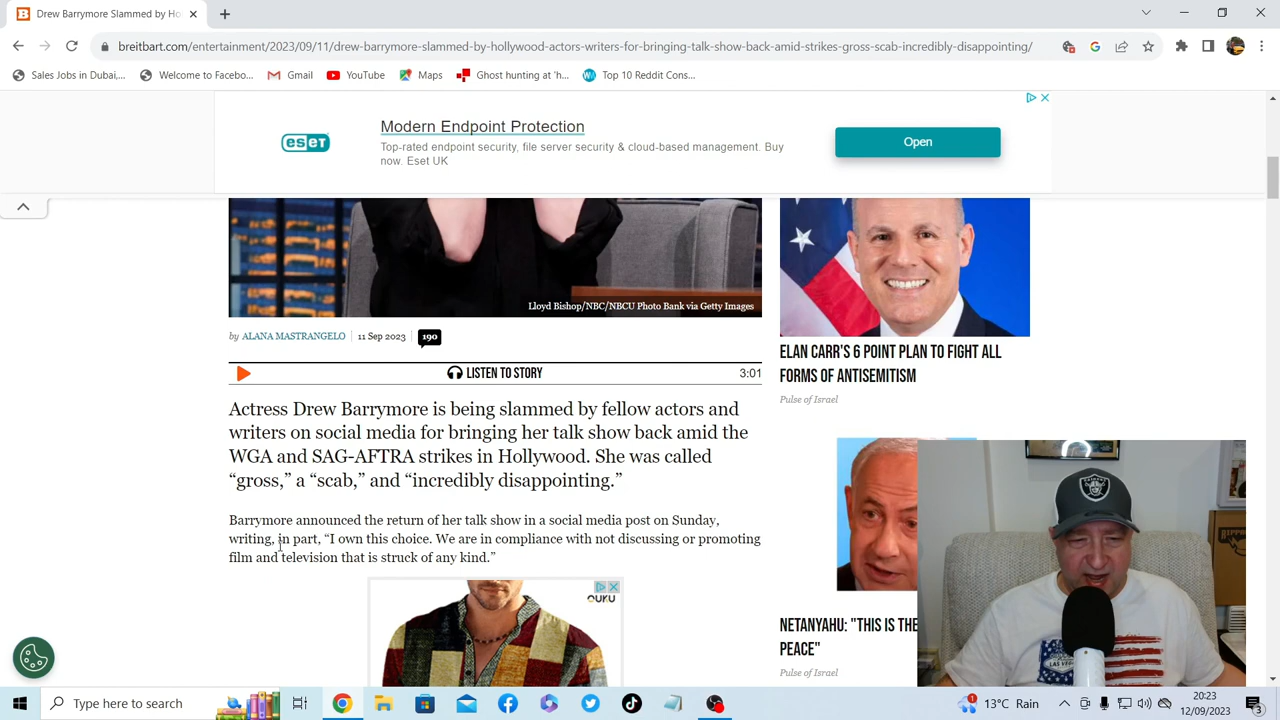 Drew Barrymore Slammed by Ho
breitbart.com/entertainment/2023/09/11/drew-barrymore-slammed-by-hollywood-actors-writers-for-bringing-talk-show-back-amid-strikes-gross-scab-incredibly-disappointing/
Sales Jobs in Dubai,... Welcome to Facebo... Gmail YouTube Maps Ghost hunting at 'h... Top 10 Reddit Cons...
eseT
Modern Endpoint Protection
Top-rated endpoint security, file server security & cloud-based management. Buy
now. Eset UK
Open
Lloyd Bishop/NBC/NBCU Photo Bank via Getty Images
by ALANA MASTRANGELO 11 Sep 2023 190
LISTEN TO STORY 3:01
Actress Drew Barrymore is being slammed by fellow actors and
writers on social media for bringing her talk show back amid the
WGA and SAG-AFTRA strikes in Hollywood. She was called
“gross,” a “scab,” and “incredibly disappointing.”
Barrymore announced the return of her talk show in a social media post on Sunday,
writing, in part, “I own this choice. We are in compliance with not discussing or promoting
film and television that is struck of any kind.”
OUKU
ELAN CARR'S 6 POINT PLAN TO FIGHT ALL
FORMS OF ANTISEMITISM
Pulse of Israel
NETANYAHU: "THIS IS THE
PEACE"
Pulse of Israel
RAIDERS
LAS VEGAS
Type here to search
13°C Rain
20:23
12/09/2023
3